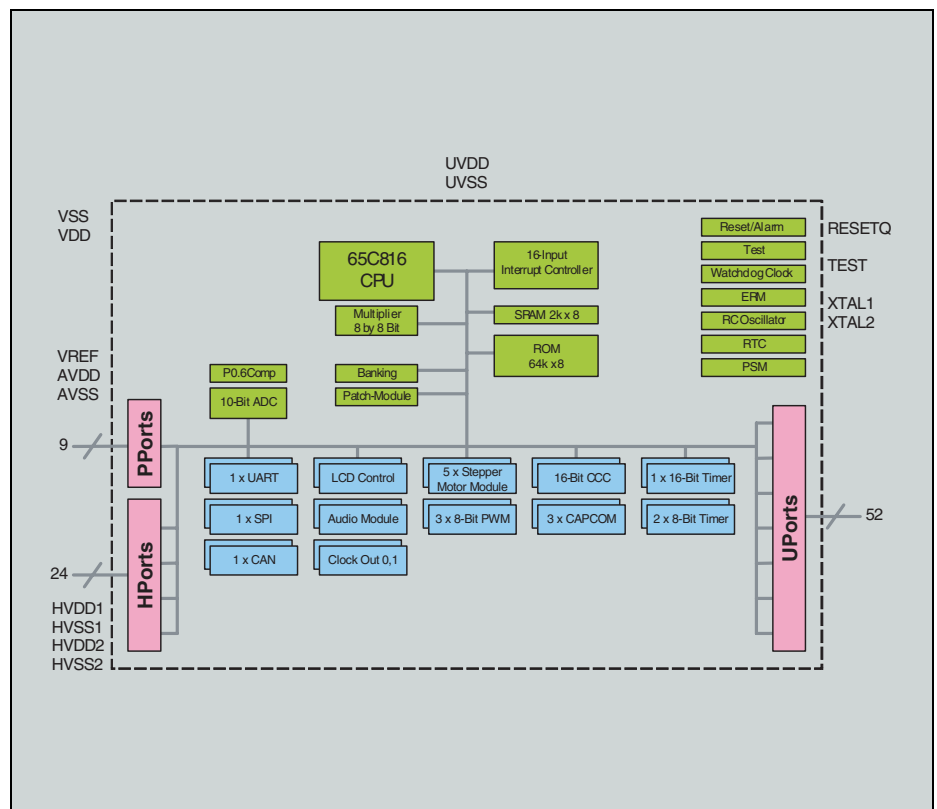 UVDD
UVSS
VSS
VDD
Reset/Alarm
RESETQ
65C816
CPU
16-Input
Interrupt Controller
Test
TEST
Watchdog Clock
ERM
XTAL1
Multiplier
8 by 8 Bit
SRAM 2k x 8
RC Oscillator
XTAL2
RTC
VREF
AVDD
AVSS
P0.6Comp
Banking
ROM
64k x8
PSM
10-Bit ADC
Patch-Module
9
PPorts
1 x UART
LCD Control
5 x Stepper
Motor Module
16-Bit CCC
1 x 16-Bit Timer
1 x SPI
Audio Module
3 x 8-Bit PWM
3 x CAPCOM
2 x 8-Bit Timer
UPorts
52
1 x CAN
Clock Out 0,1
24
HPorts
HVDD1
HVSS1
HVDD2
HVSS2